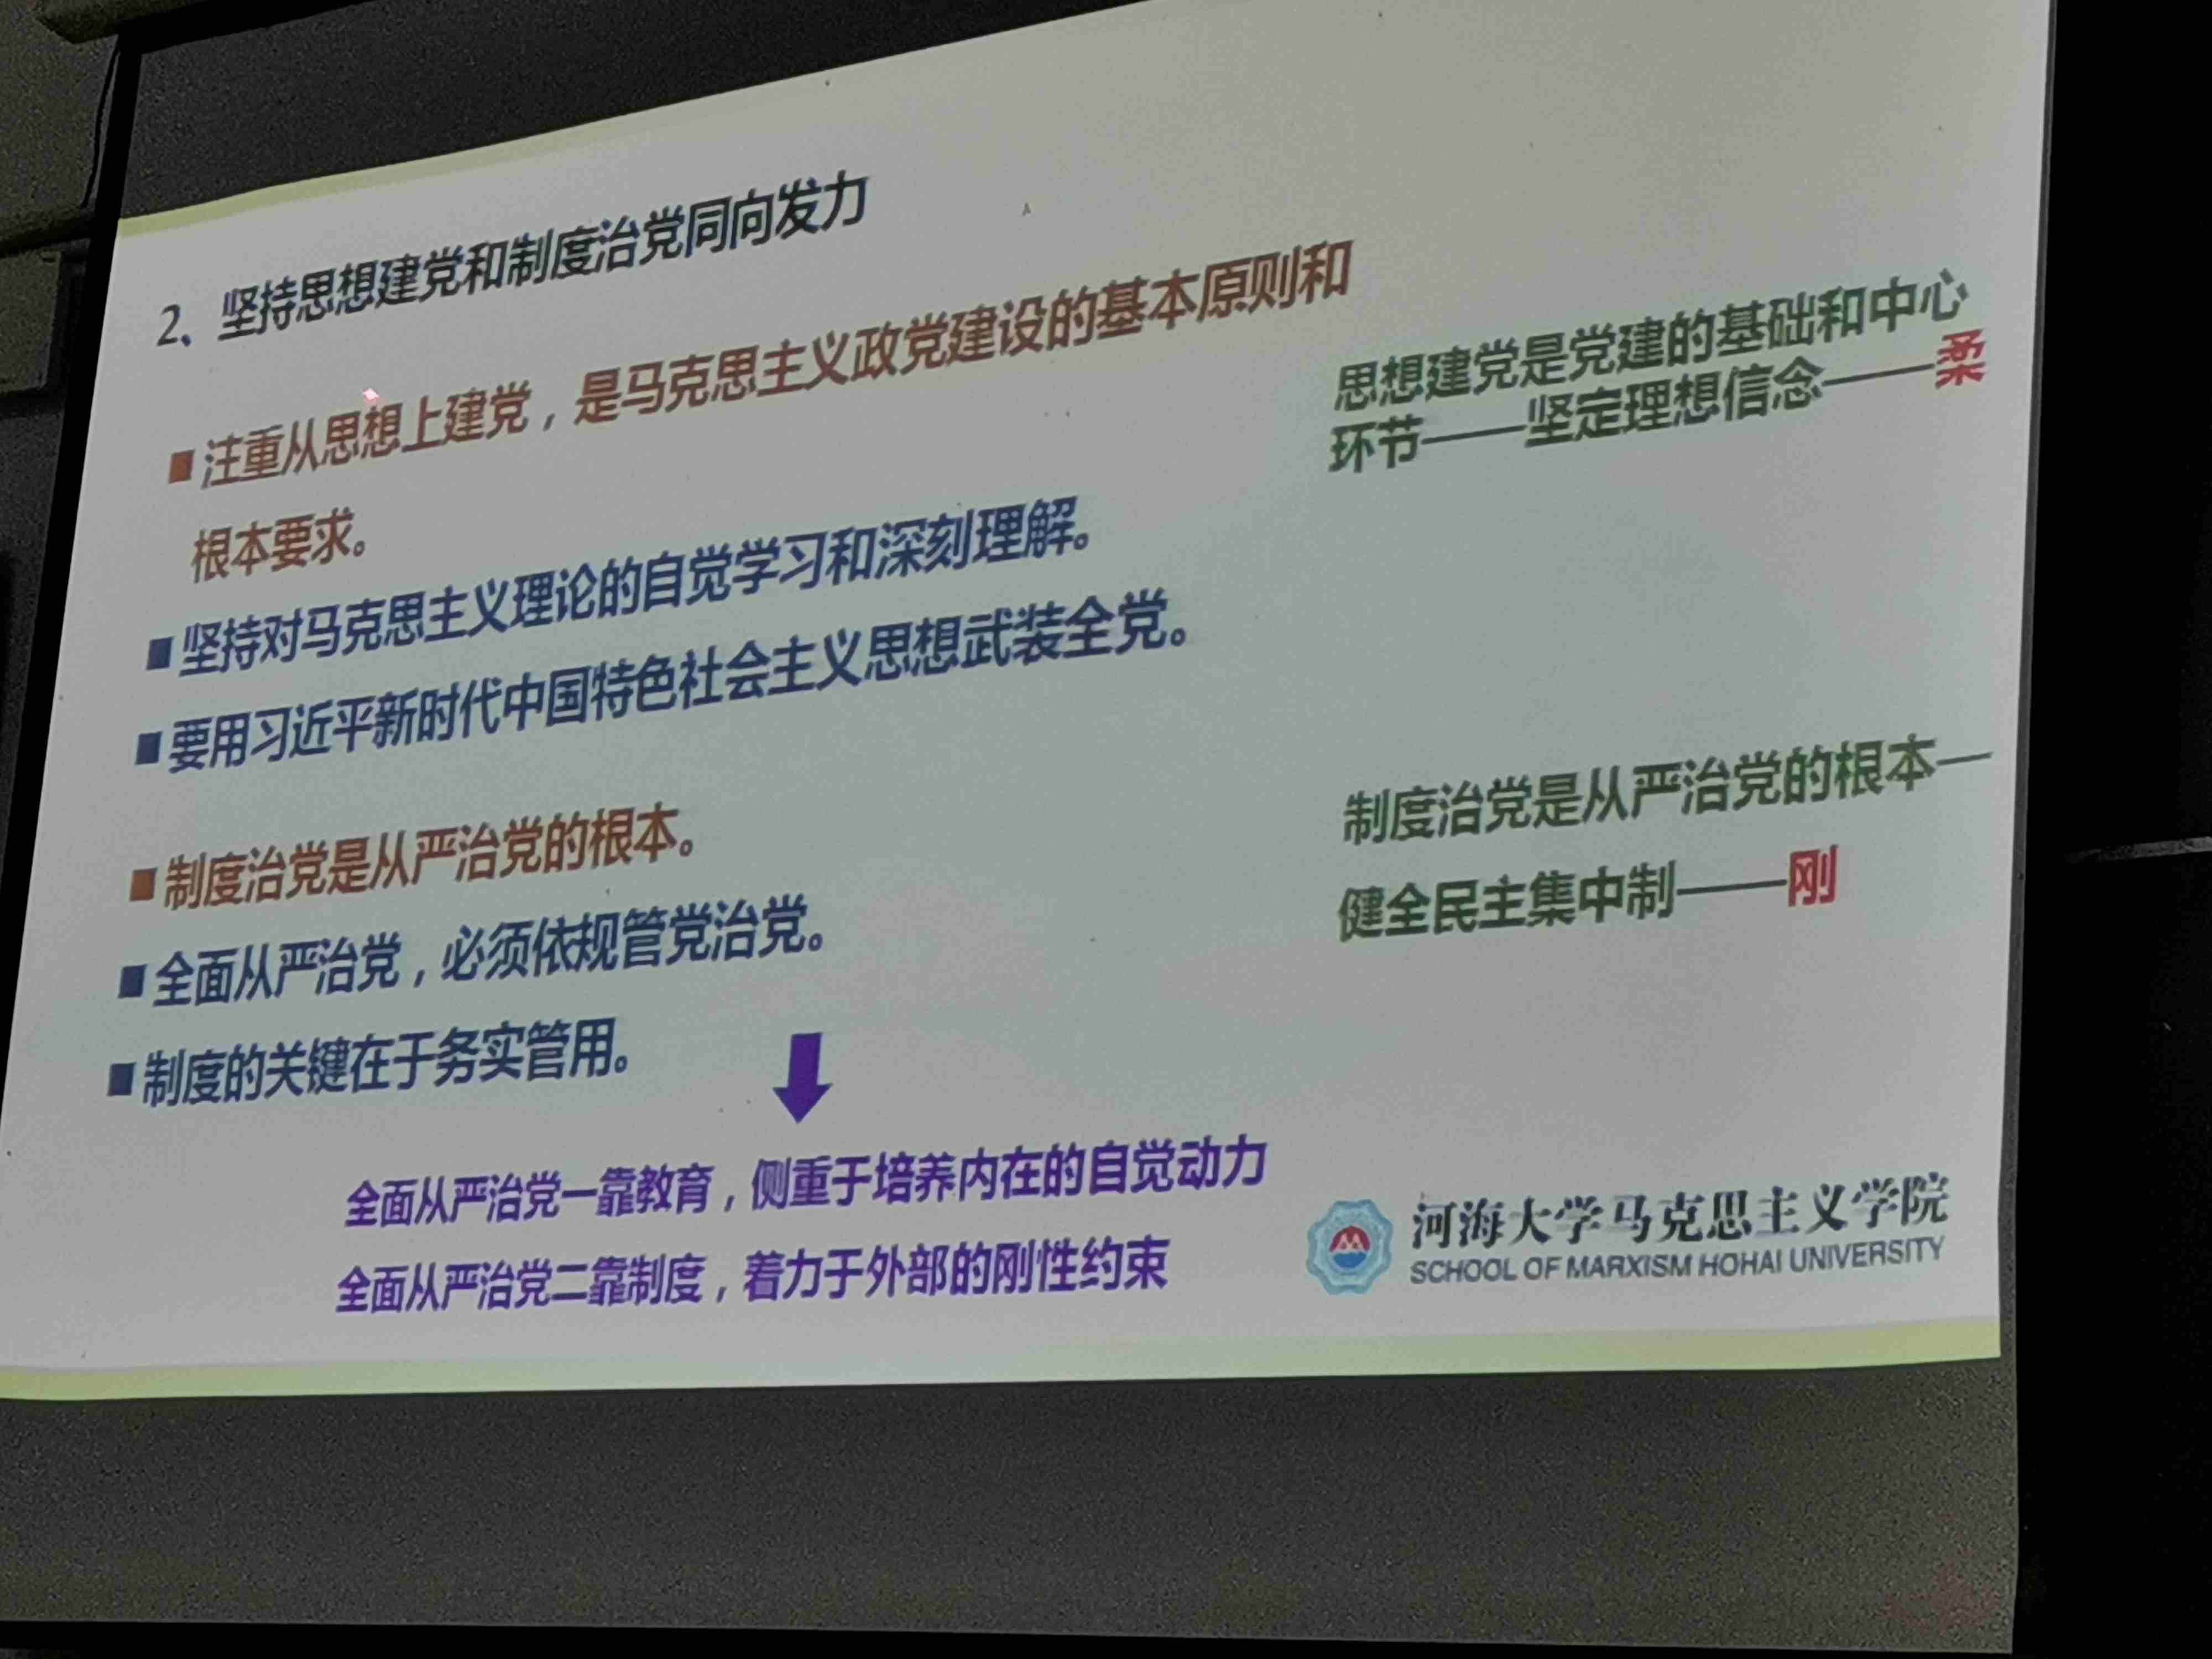 2、坚持思想建党和制度治党同向发力
■注重从思想上建党，是马克思主义政党建设的基本原则和
根本要求。
■坚持对马克思主义理论的自觉学习和深刻理解。
■要用习近平新时代中国特色社会主义思想武装全党。
■制度治党是从严治党的根本。
■全面从严治党，必须依规管党治党。
■制度的关键在于务实管用。
思想建党是党建的基础和中心
环节——坚定理想信念——柔
制度治党是从严治党的根本—
健全民主集中制——刚
全面从严治党一靠教育，侧重于培养内在的自觉动力
全面从严治党二靠制度，着力于外部的刚性约束
河海大学马克思主义学院
SCHOOL OF MARXISM HOHAI UNIVERSITY